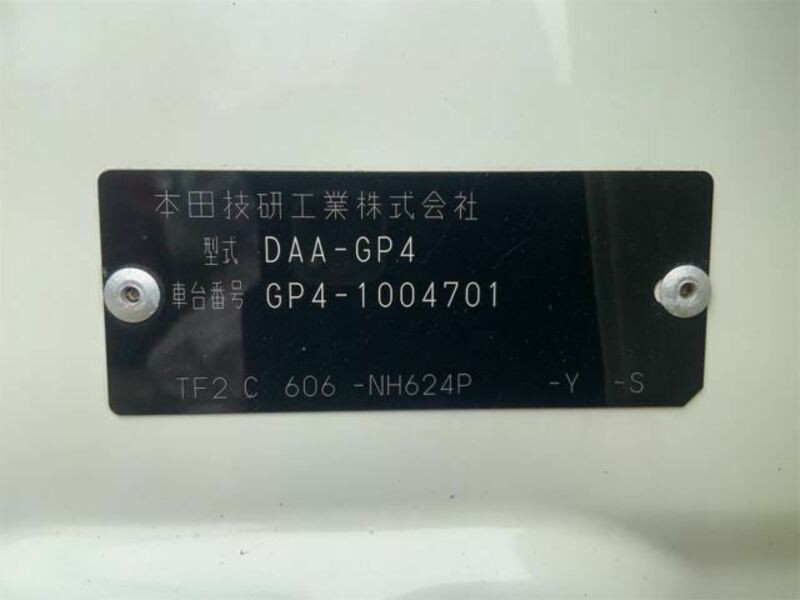 本田技研工業株式会社
型式 DAA-GP4
車台番号 GP4-1004701
TF2 C 606 -NH624P -Y -S